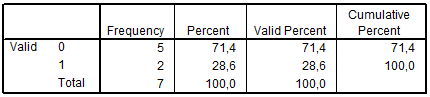 Frequency Percent Valid Percent Cumulative Percent
Valid 0 5 71,4 71,4 71,4
1 2 28,6 28,6 100,0
Total 7 100,0 100,0